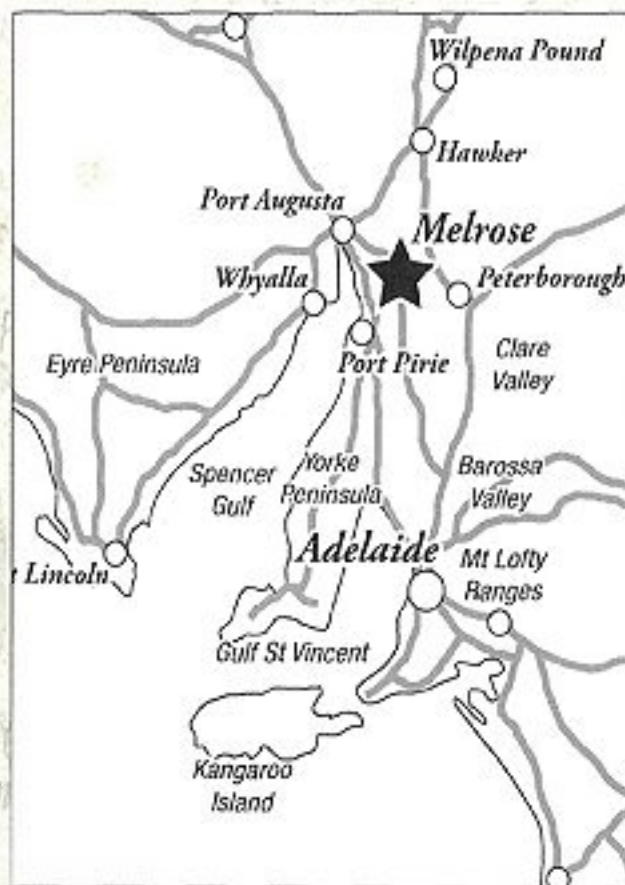 Wilpena Pound
Hawker
Port Augusta
Melrose
Whyalla
Peterborough
Port Pirie
Clare
Valley
Eyre Peninsula
Spencer
Gulf
Yorke
Peninsula
Barossa
Valley
Adelaide
Mt Lofty
Ranges
t Lincoln
Gulf St Vincent
Kangaroo
Island